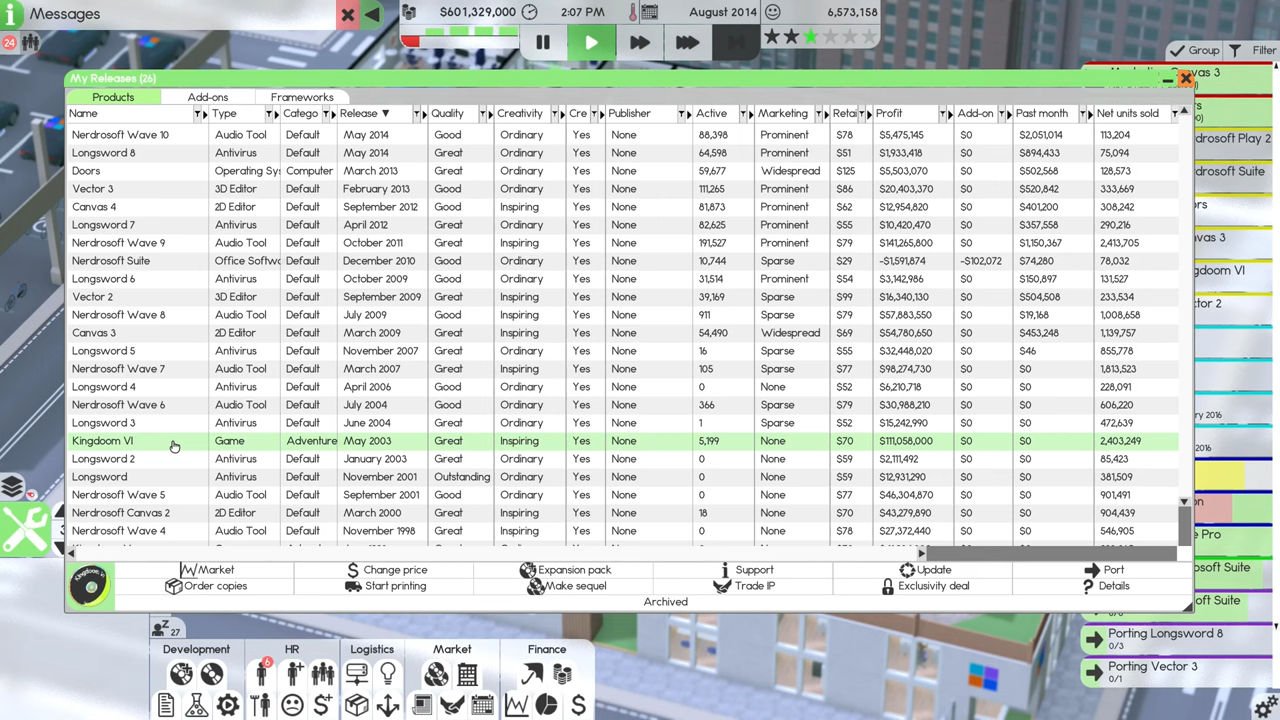 Messages
24
$601,329,000
2:07 PM
August 2014
6,573,158
Group
Filter
My Releases (26)
Products Add-ons Frameworks
Name Type Catego Release Quality Creativity Cre Publisher Active Marketing Retai Profit Add-on Past month Net units sold
Nerdrosoft Wave 10 Audio Tool Default May 2014 Good Ordinary Yes None 88,398 Prominent $78 $5,475,145 $0 $2,051,014 113,204
Longsword 8 Antivirus Default May 2014 Great Ordinary Yes None 64,598 Prominent $51 $1,933,418 $0 $894,433 75,094
Doors Operating Sys Computer March 2013 Great Ordinary Yes None 59,677 Widespread $125 $5,503,070 $0 $502,568 128,573
Vector 3 3D Editor Default February 2013 Good Ordinary Yes None 111,265 Prominent $86 $20,403,370 $0 $520,842 333,669
Canvas 4 2D Editor Default September 2012 Good Inspiring Yes None 81,873 Prominent $62 $12,954,820 $0 $401,200 308,242
Longsword 7 Antivirus Default April 2012 Great Ordinary Yes None 82,625 Prominent $55 $10,420,470 $0 $357,558 290,216
Nerdrosoft Wave 9 Audio Tool Default October 2011 Great Inspiring Yes None 191,527 Prominent $79 $141,265,800 $0 $1,150,367 2,413,705
Nerdrosoft Suite Office Softwa Default December 2010 Good Ordinary Yes None 10,744 Sparse $29 -$1,591,874 -$102,072 $74,280 78,032
Longsword 6 Antivirus Default October 2009 Great Ordinary Yes None 31,514 Prominent $54 $3,142,986 $0 $150,897 131,527
Vector 2 3D Editor Default September 2009 Great Inspiring Yes None 39,169 Sparse $99 $16,340,130 $0 $504,508 233,534
Nerdrosoft Wave 8 Audio Tool Default July 2009 Great Inspiring Yes None 911 Sparse $79 $57,883,550 $0 $19,168 1,008,658
Canvas 3 2D Editor Default March 2009 Great Inspiring Yes None 54,490 Widespread $69 $54,780,650 $0 $453,248 1,139,757
Longsword 5 Antivirus Default November 2007 Great Ordinary Yes None 16 Sparse $55 $32,448,020 $0 $46 855,778
Nerdrosoft Wave 7 Audio Tool Default March 2007 Great Inspiring Yes None 105 Sparse $77 $98,274,730 $0 $0 1,813,523
Longsword 4 Antivirus Default April 2006 Good Ordinary Yes None 0 None $52 $6,210,718 $0 $0 228,091
Nerdrosoft Wave 6 Audio Tool Default July 2004 Good Inspiring Yes None 366 Sparse $79 $30,988,210 $0 $0 606,220
Longsword 3 Antivirus Default June 2004 Great Ordinary Yes None 1 Sparse $52 $15,242,990 $0 $0 472,639
Kingdoom VI Game Adventure May 2003 Great Inspiring Yes None 5,199 None $70 $111,058,000 $0 $0 2,403,249
Longsword 2 Antivirus Default January 2003 Great Ordinary Yes None 0 None $59 $2,111,492 $0 $0 85,423
Longsword Antivirus Default November 2001 Outstanding Ordinary Yes None 0 None $59 $12,931,290 $0 $0 381,509
Nerdrosoft Wave 5 Audio Tool Default September 2001 Good Ordinary Yes None 0 None $77 $46,304,870 $0 $0 901,491
Nerdrosoft Canvas 2 2D Editor Default March 2000 Great Inspiring Yes None 18 None $70 $43,279,890 $0 $0 904,439
Nerdrosoft Wave 4 Audio Tool Default November 1998 Great Inspiring Yes None 0 None $78 $27,372,440 $0 $0 546,905
Market Change price Expansion pack Support Update Port
Order copies Start printing Make sequel Trade IP Exclusivity deal Details
Archived
Canvas 3
drosoft Play 2
drosoft Suite
ors
nvas 3
gdoom VI
ctor 2
ry 2016
2016
on
e Pro
osoft Suite
oft Suite
Porting Longsword 8
0/3
Porting Vector 3
0/1
27
Development HR Logistics Market Finance
6